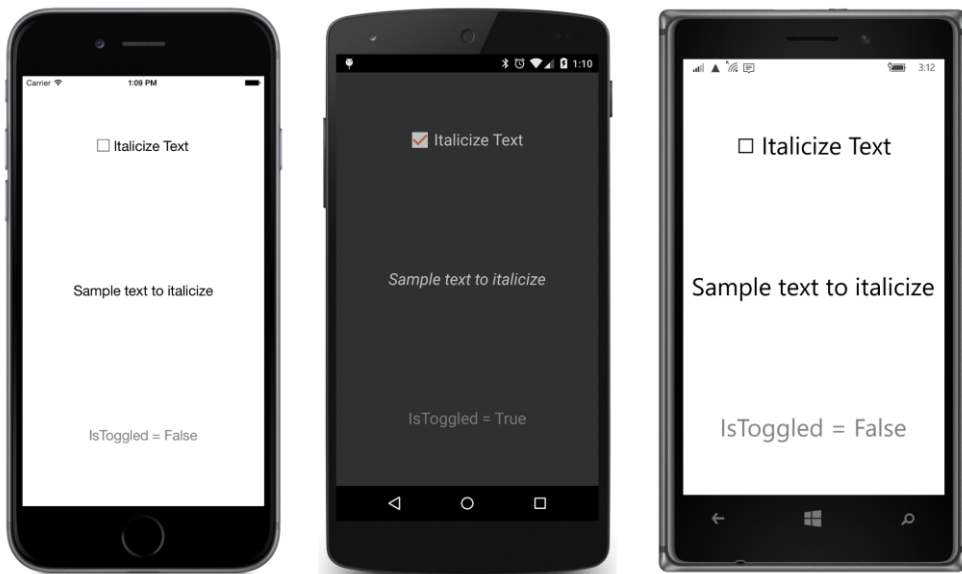 Carrier 1:09 PM
Italicize Text
Sample text to italicize
IsToggled = False
1:10
Italicize Text
Sample text to italicize
IsToggled = True
3:12
Italicize Text
Sample text to italicize
IsToggled = False